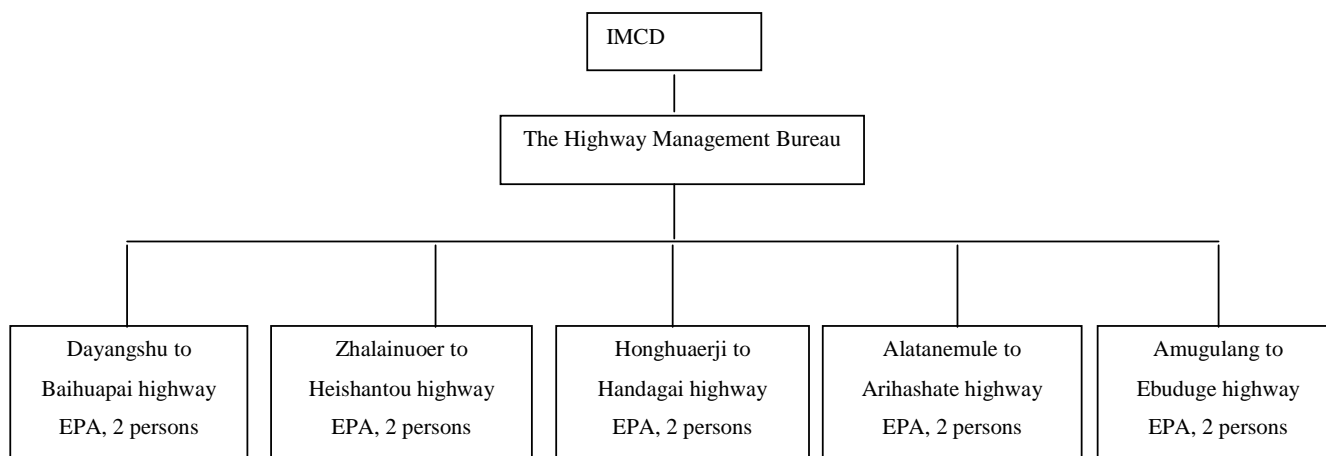 IMCD
The Highway Management Bureau
Dayangshu to
Baihuapai highway
EPA, 2 persons
Zhalainuoer to
Heishantou highway
EPA, 2 persons
Honghuaerji to
Handagai highway
EPA, 2 persons
Alatanemule to
Arihashate highway
EPA, 2 persons
Amugulang to
Ebuduge highway
EPA, 2 persons